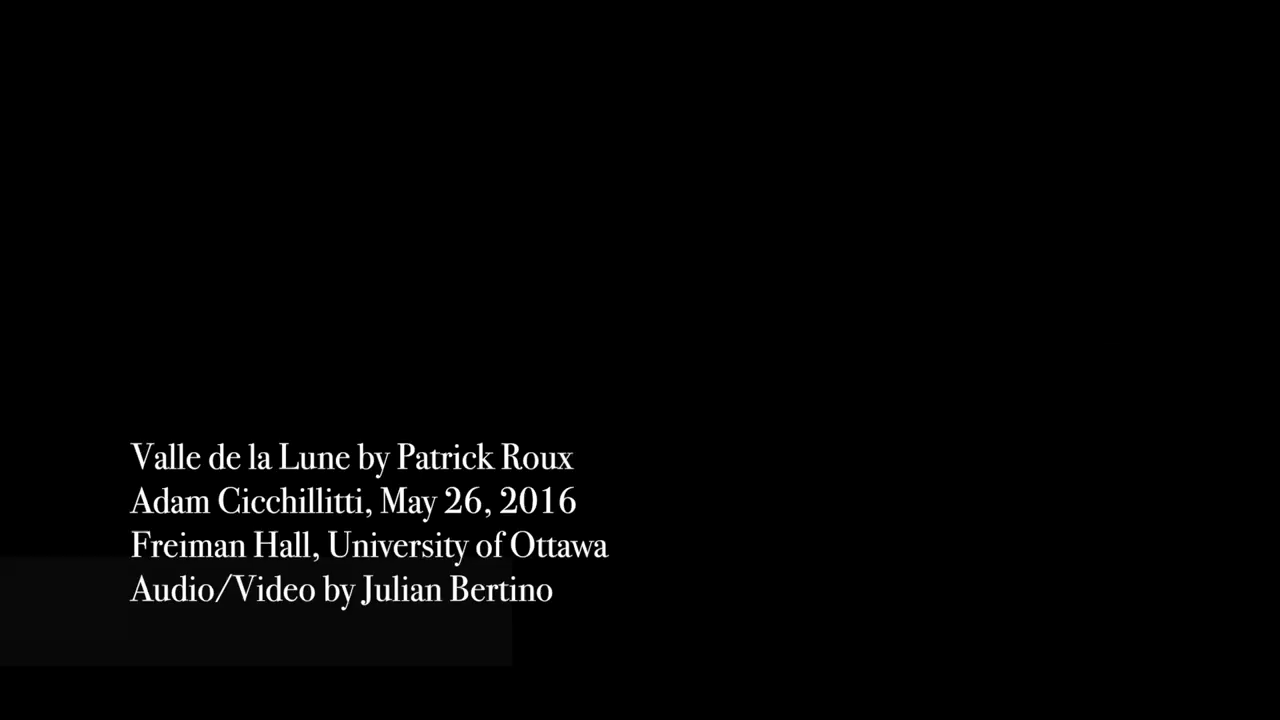 Valle de la Lune by Patrick Roux
Adam Cicchillitti, May 26, 2016
Freiman Hall, University of Ottawa
Audio/Video by Julian Bertino